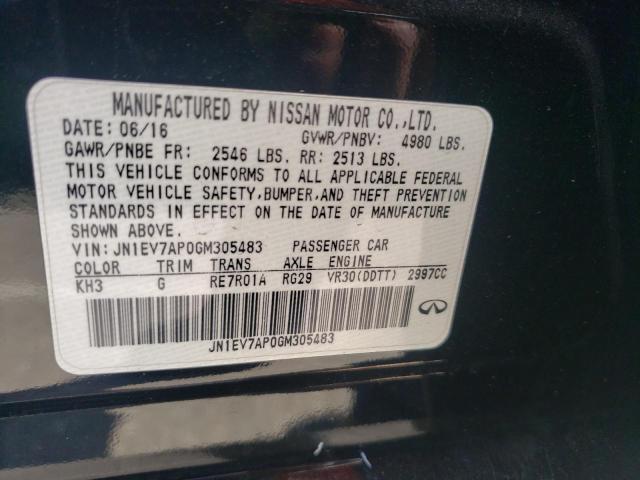 MANUFACTURED BY NISSAN MOTOR CO.,LTD.
DATE: 06/16 GVWR/PNBV: 4980 LBS.
GAWR/PNBE FR: 2546 LBS. RR: 2513 LBS.
THIS VEHICLE CONFORMS TO ALL APPLICABLE FEDERAL
MOTOR VEHICLE SAFETY,BUMPER,AND THEFT PREVENTION
STANDARDS IN EFFECT ON THE DATE OF MANUFACTURE
SHOWN ABOVE.
VIN: JN1EV7AP0GM305483 PASSENGER CAR
COLOR TRIM TRANS AXLE ENGINE
KH3 G RE7R01A RG29 VR30(DDTT) 2997CC
JN1EV7AP0GM305483